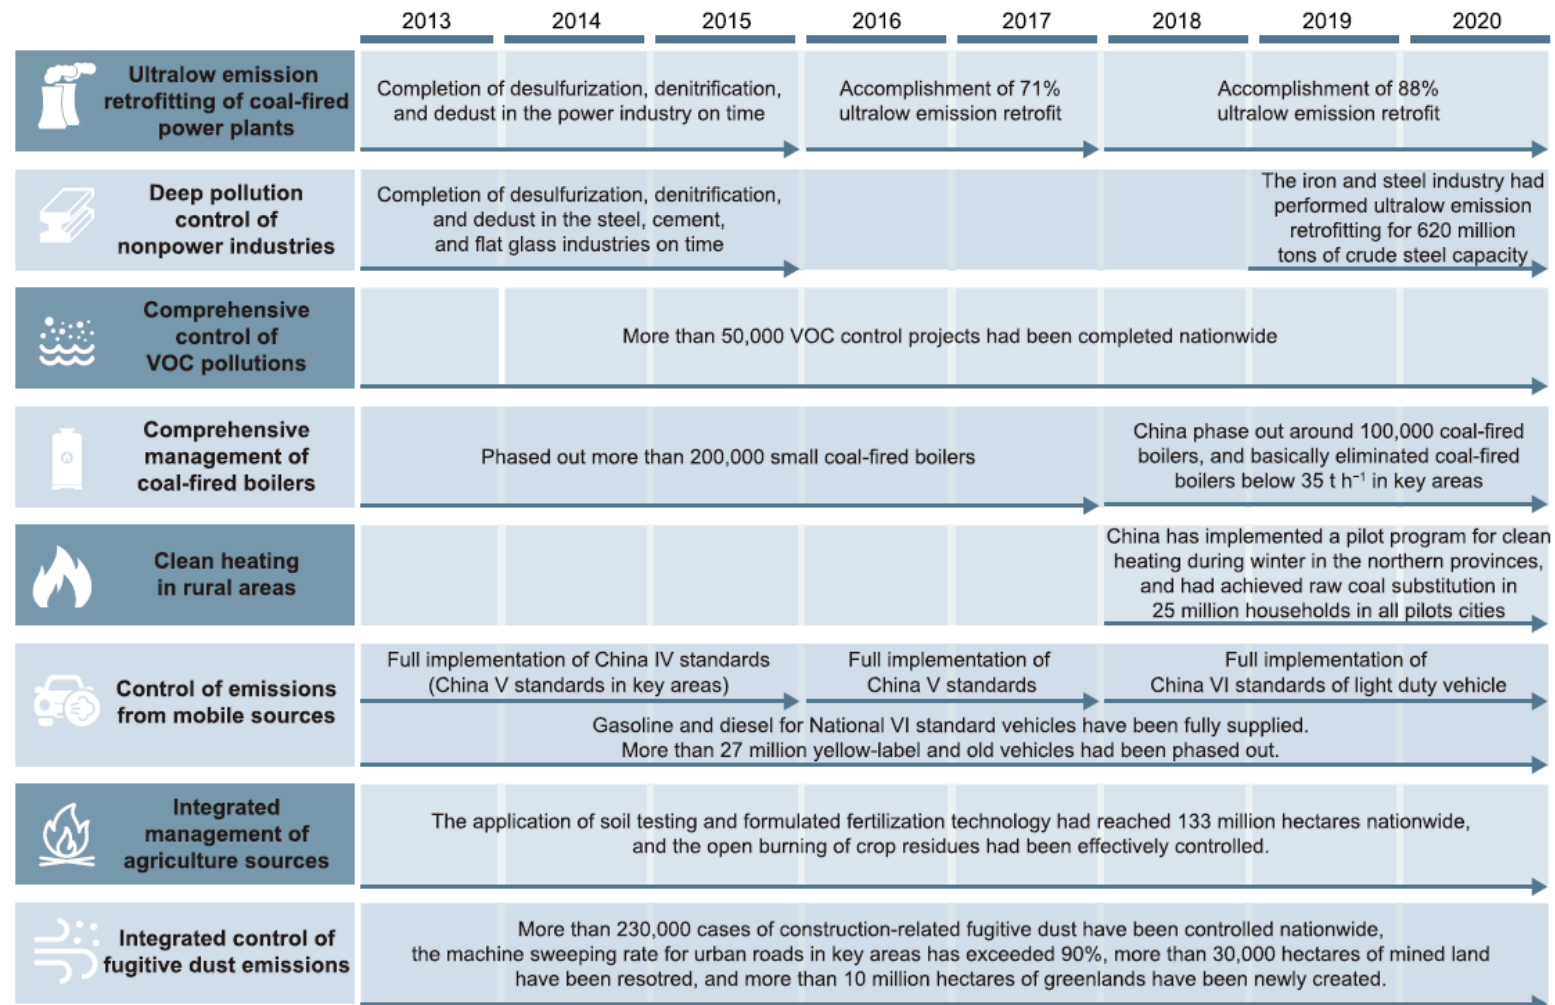 2013 2014 2015 2016 2017 2018 2019 2020
Ultralow emission
retrofitting of coal-fired
power plants
Completion of desulfurization, denitrification,
and dedust in the power industry on time
Accomplishment of 71%
ultralow emission retrofit
Accomplishment of 88%
ultralow emission retrofit
Deep pollution
control of
nonpower industries
Completion of desulfurization, denitrification,
and dedust in the steel, cement,
and flat glass industries on time
The iron and steel industry had
performed ultralow emission
retrofitting for 620 million
tons of crude steel capacity
Comprehensive
control of
VOC pollutions
More than 50,000 VOC control projects had been completed nationwide
Comprehensive
management of
coal-fired boilers
Phased out more than 200,000 small coal-fired boilers
China phase out around 100,000 coal-fired
boilers, and basically eliminated coal-fired
boilers below 35 t h⁻¹ in key areas
Clean heating
in rural areas
China has implemented a pilot program for clean
heating during winter in the northern provinces,
and had achieved raw coal substitution in
25 million households in all pilots cities
Control of emissions
from mobile sources
Full implementation of China IV standards
(China V standards in key areas)
Full implementation of
China V standards
Full implementation of
China VI standards of light duty vehicle
Gasoline and diesel for National VI standard vehicles have been fully supplied.
More than 27 million yellow-label and old vehicles had been phased out.
Integrated
management of
agriculture sources
The application of soil testing and formulated fertilization technology had reached 133 million hectares nationwide,
and the open burning of crop residues had been effectively controlled.
Integrated control of
fugitive dust emissions
More than 230,000 cases of construction-related fugitive dust have been controlled nationwide,
the machine sweeping rate for urban roads in key areas has exceeded 90%, more than 30,000 hectares of mined land
have been resotred, and more than 10 million hectares of greenlands have been newly created.